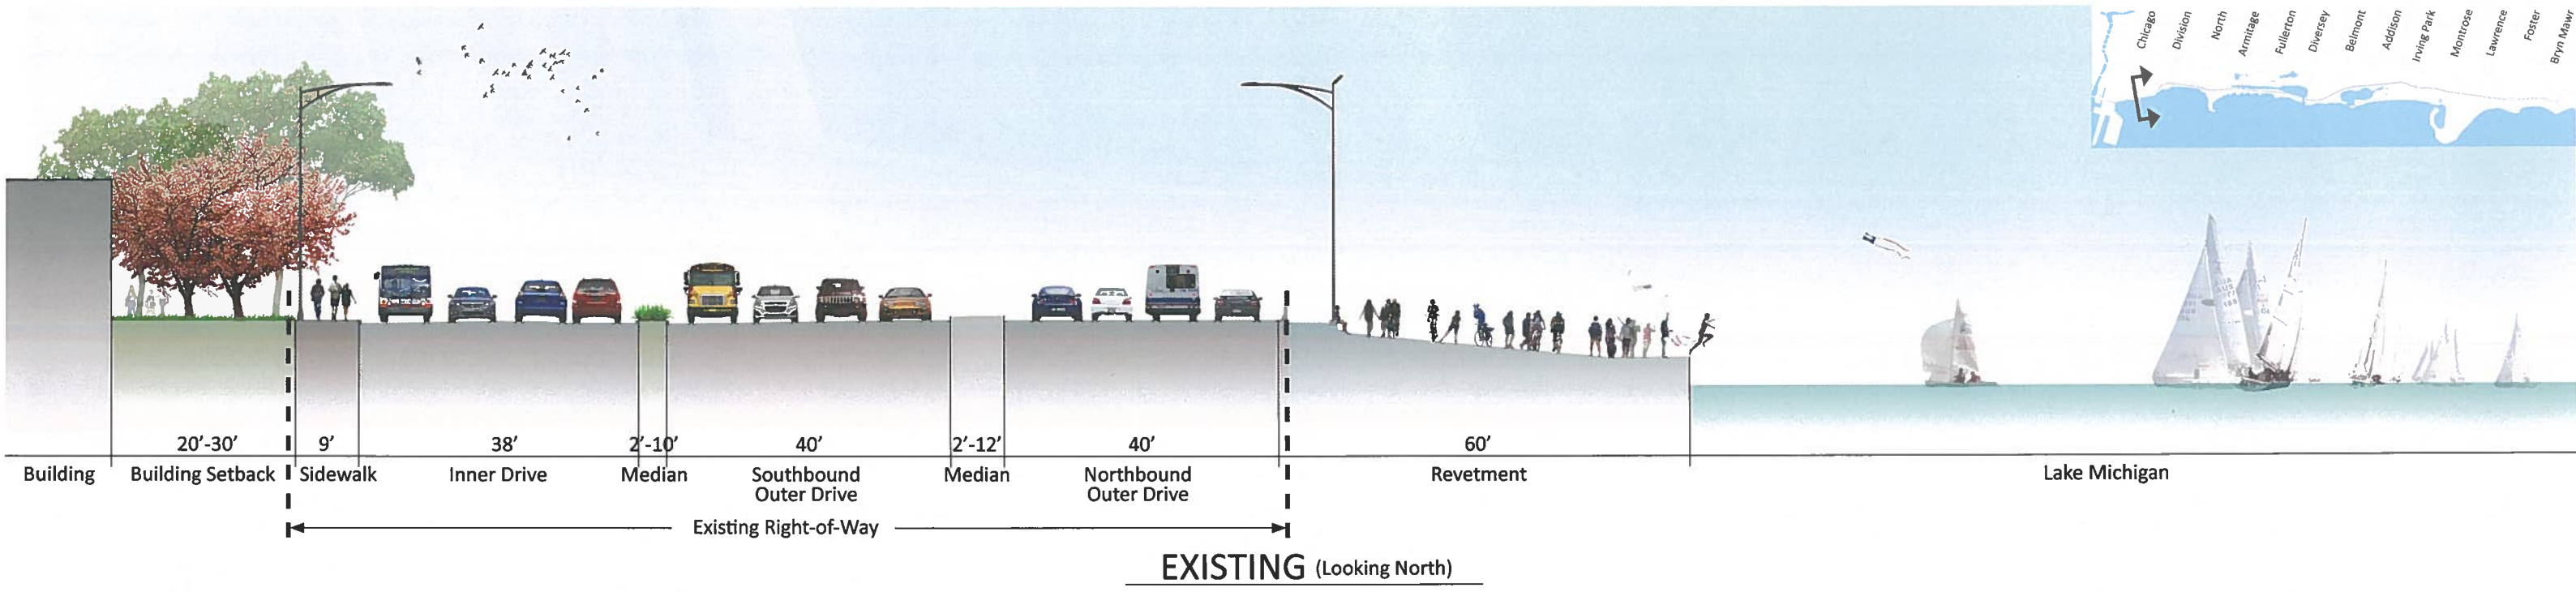 Chicago
Division
North
Armitage
Fullerton
Diversey
Belmont
Addison
Irving Park
Montrose
Lawrence
Foster
Bryn Mawr
20'-30'
9'
38'
2'-10'
40'
2'-12'
40'
60'
Building
Building Setback
Sidewalk
Inner Drive
Median
Southbound
Outer Drive
Median
Northbound
Outer Drive
Revetment
Lake Michigan
Existing Right-of-Way
EXISTING (Looking North)